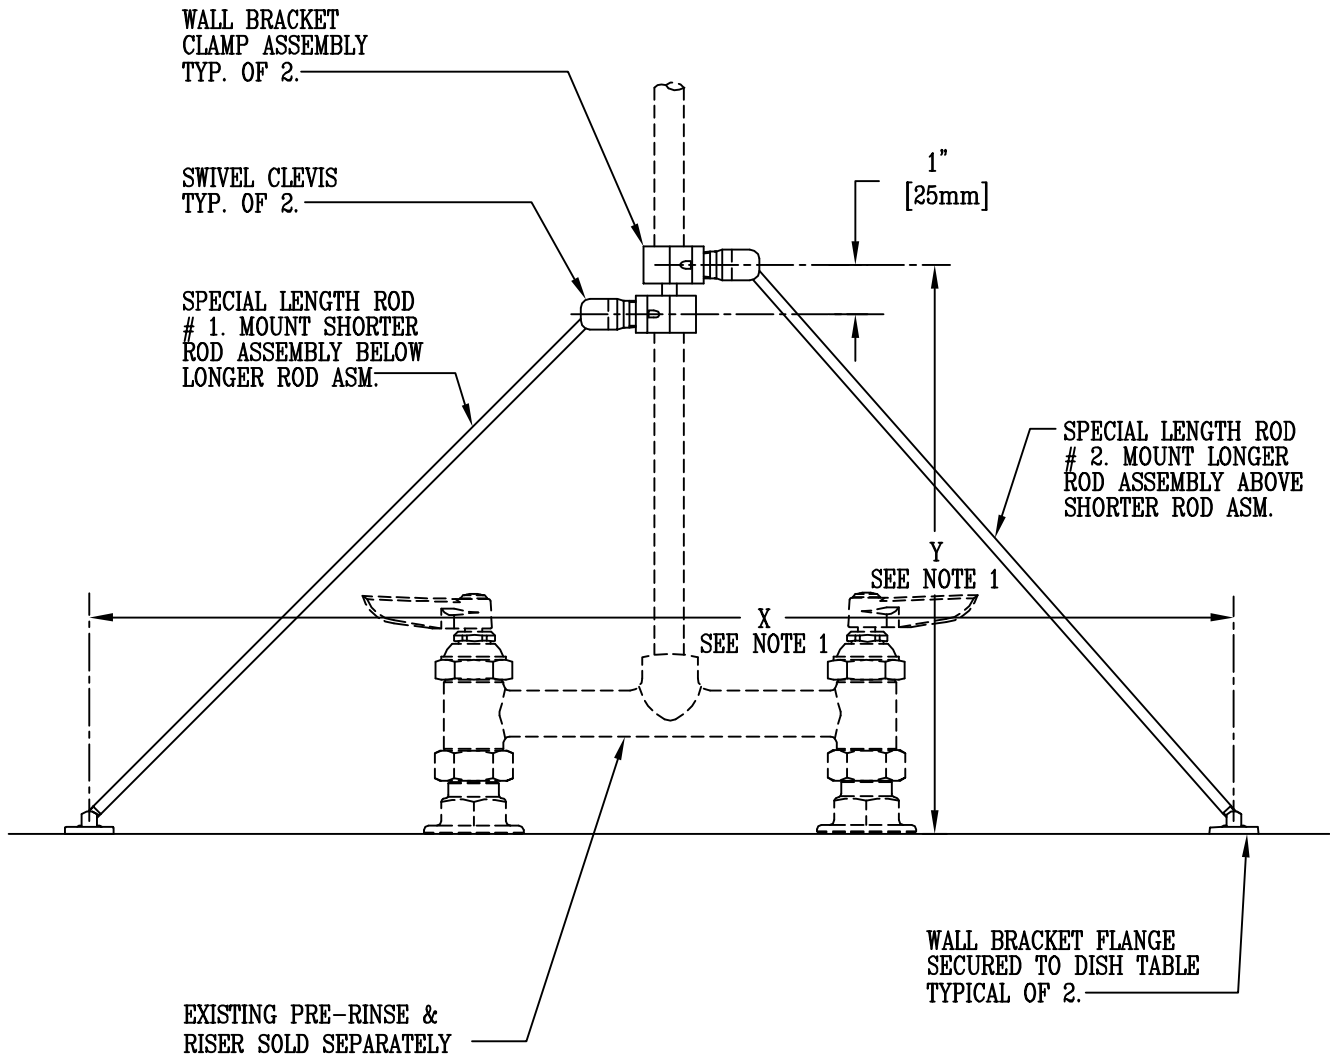 WALL BRACKET
CLAMP ASSEMBLY
TYP. OF 2.
SWIVEL CLEVIS
TYP. OF 2.
1"
[25mm]
SPECIAL LENGTH ROD
# 1. MOUNT SHORTER
ROD ASSEMBLY BELOW
LONGER ROD ASM.
SPECIAL LENGTH ROD
# 2. MOUNT LONGER
ROD ASSEMBLY ABOVE
SHORTER ROD ASM.
Y
SEE NOTE 1
X
SEE NOTE 1
WALL BRACKET FLANGE
SECURED TO DISH TABLE
TYPICAL OF 2.
EXISTING PRE-RINSE &
RISER SOLD SEPARATELY